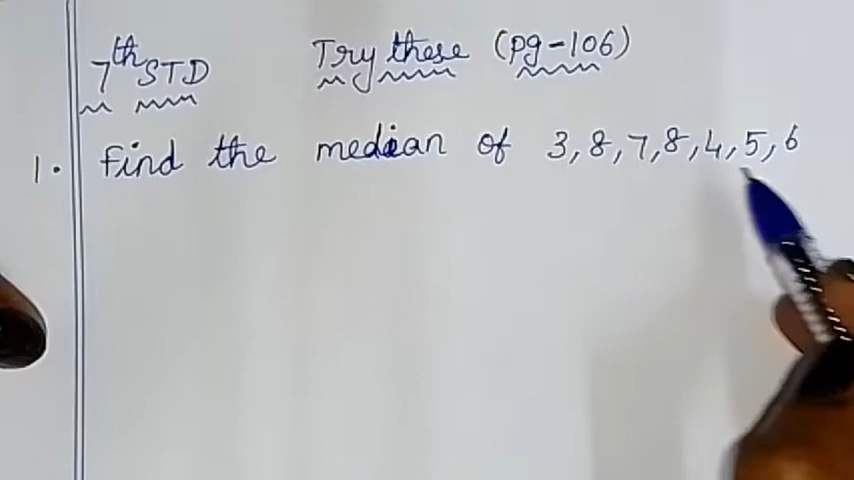 7th STD Try these (pg-106)
1. Find the median of 3,8,7,8,4,5,6